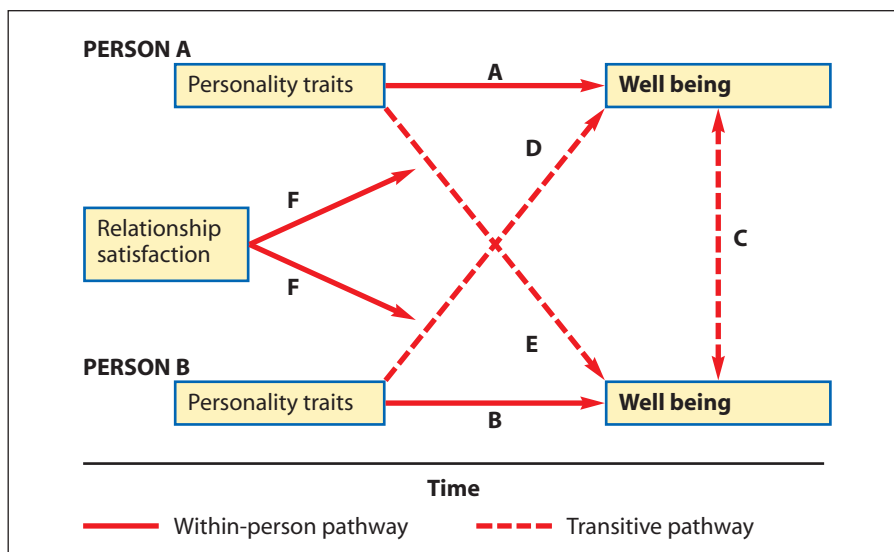 PERSON A
Personality traits
A
Well being
D
F
Relationship
satisfaction
C
F
E
PERSON B
Personality traits
B
Well being
Time
Within-person pathway
Transitive pathway